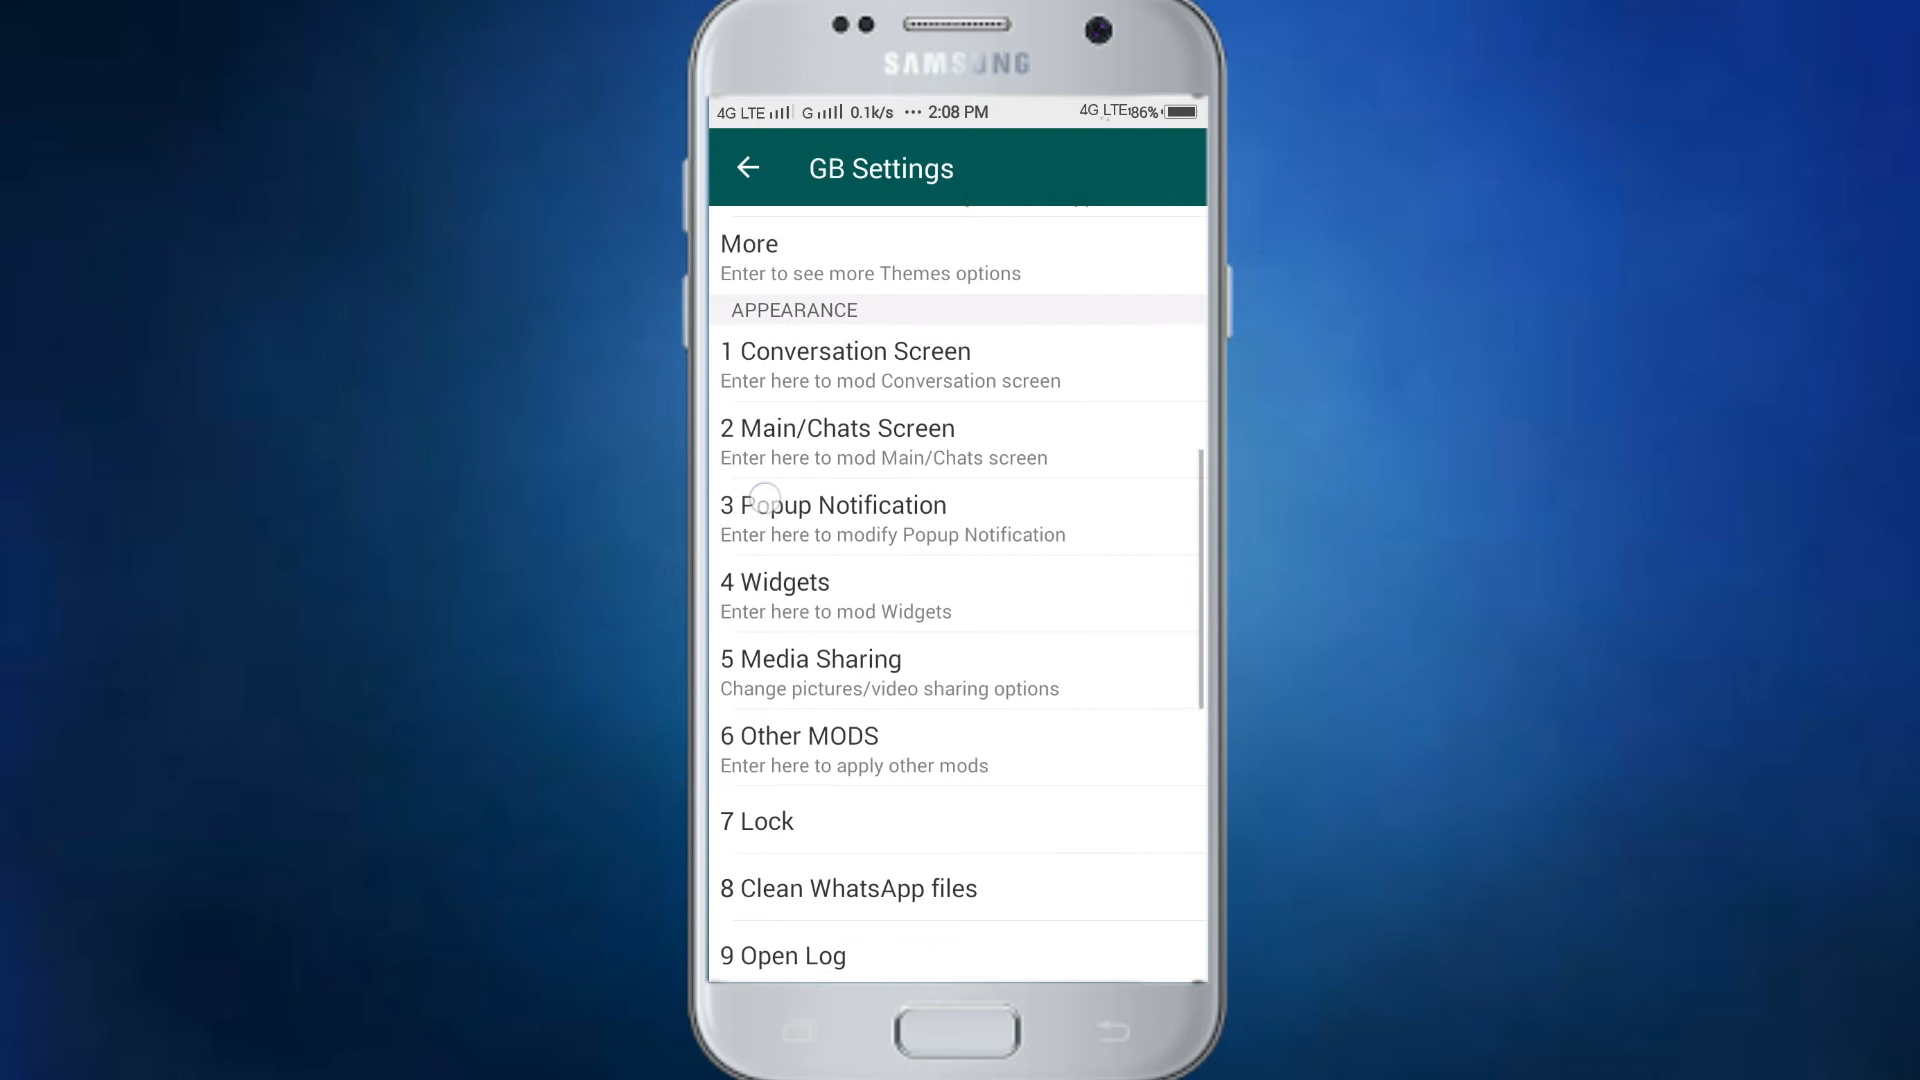 SAMSUNG
4G LTE G 0.1k/s ••• 2:08 PM 4G LTE 86%
GB Settings
More
Enter to see more Themes options
APPEARANCE
1 Conversation Screen
Enter here to mod Conversation screen
2 Main/Chats Screen
Enter here to mod Main/Chats screen
3 Popup Notification
Enter here to modify Popup Notification
4 Widgets
Enter here to mod Widgets
5 Media Sharing
Change pictures/video sharing options
6 Other MODS
Enter here to apply other mods
7 Lock
8 Clean WhatsApp files
9 Open Log